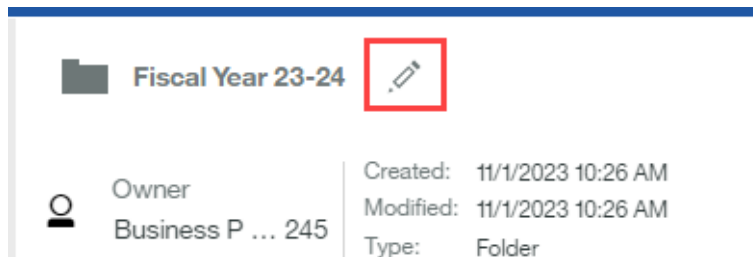 Fiscal Year 23-24
Owner
Business P ... 245
Created: 11/1/2023 10:26 AM
Modified: 11/1/2023 10:26 AM
Type: Folder